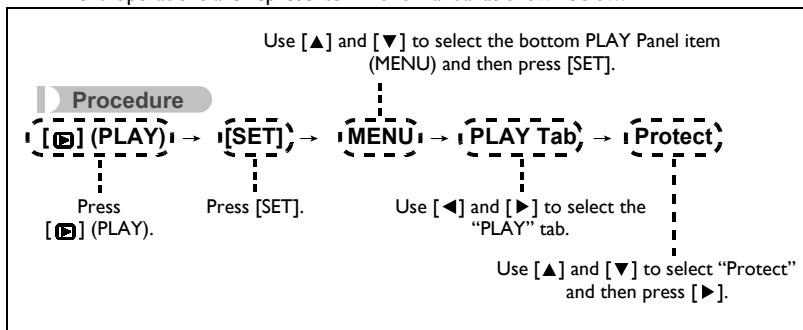 Use [▲] and [▼] to select the bottom PLAY Panel item
(MENU) and then press [SET].
Procedure
[▶] (PLAY) → [SET] → MENU → PLAY Tab → Protect
Press
[▶] (PLAY).
Press [SET].
Use [◀] and [▶] to select the
“PLAY” tab.
Use [▲] and [▼] to select “Protect”
and then press [▶].